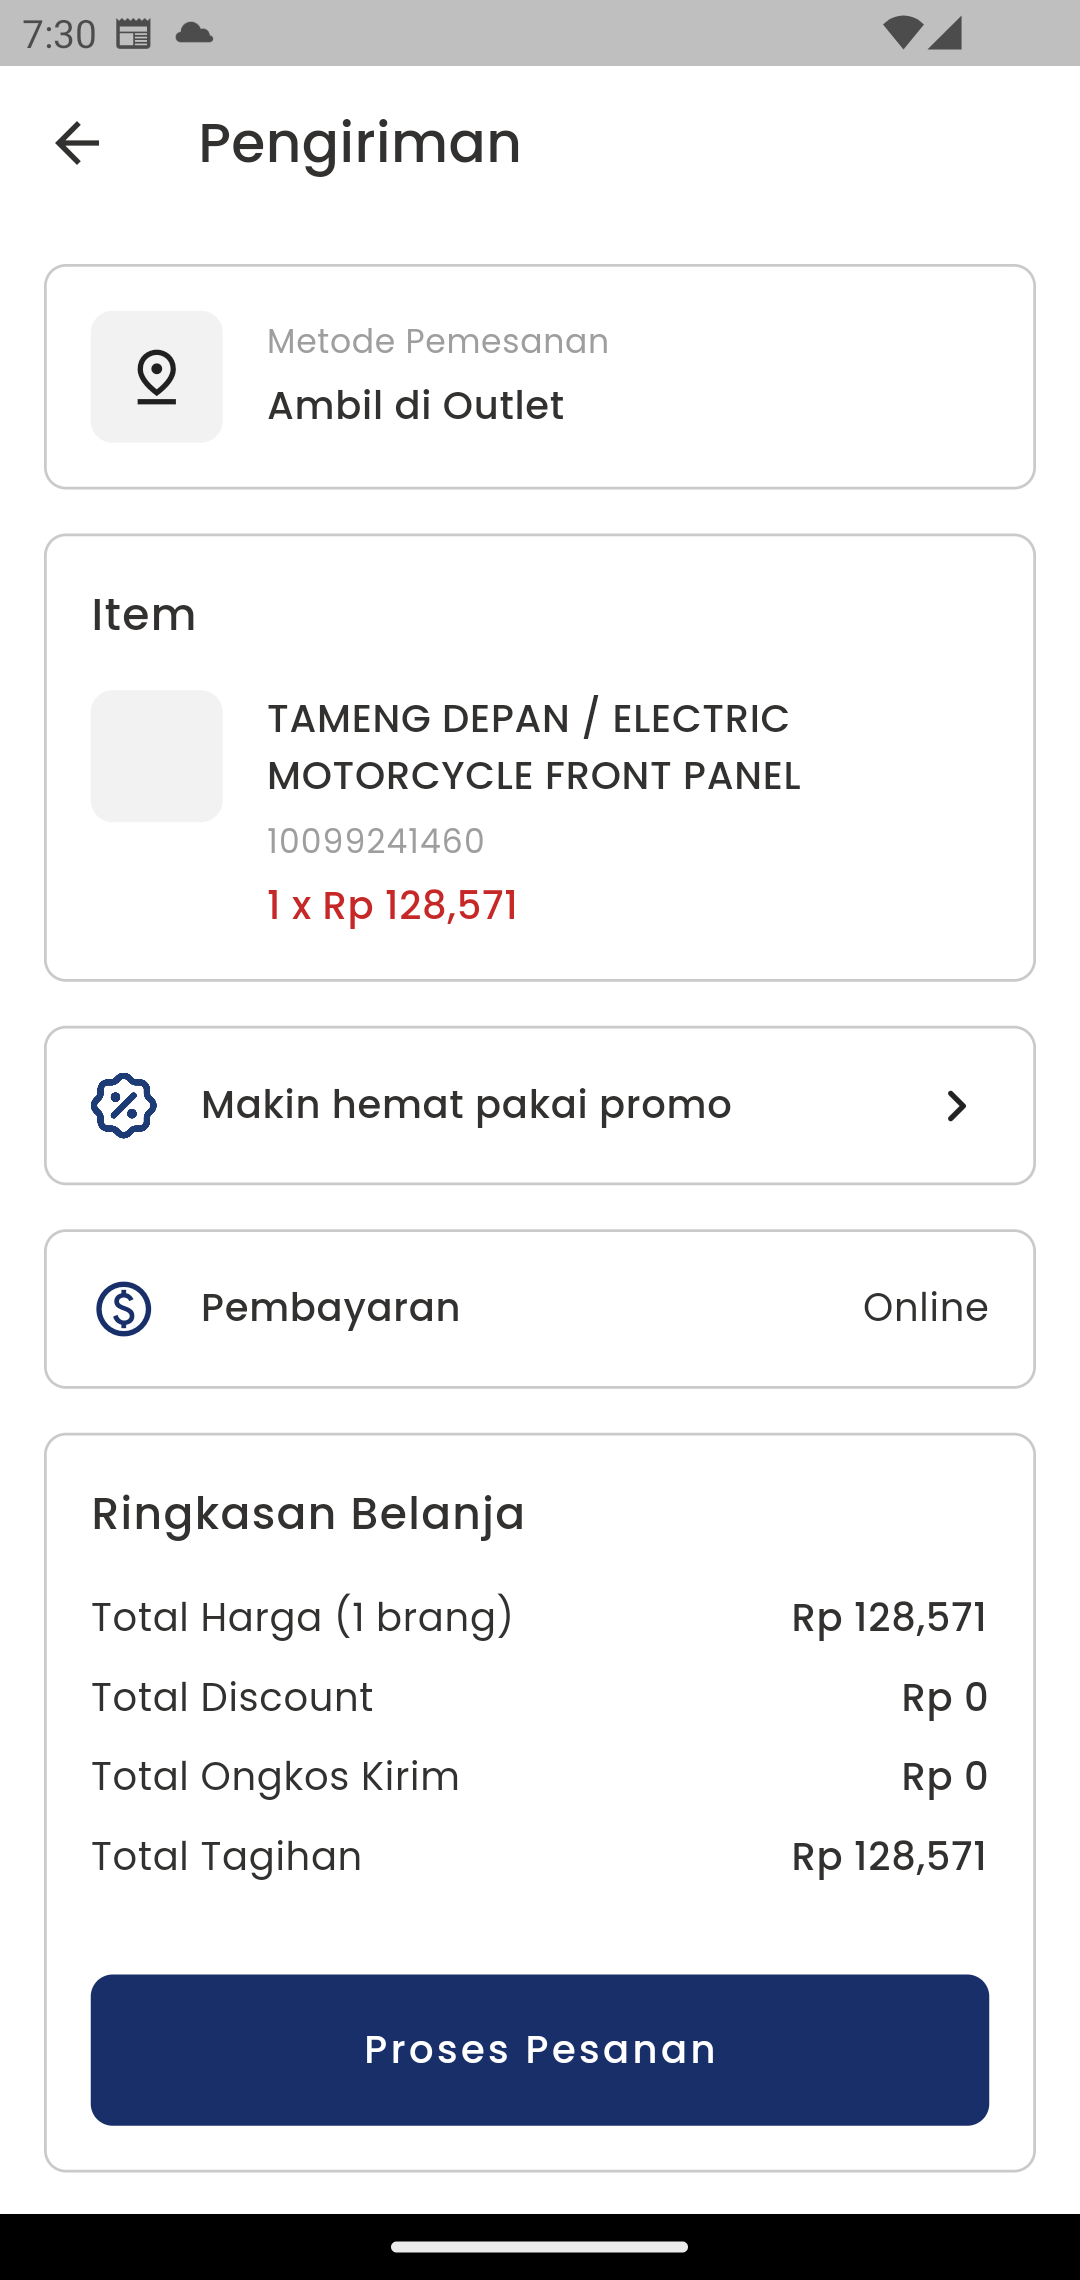 7:30
Pengiriman
Metode Pemesanan
Ambil di Outlet
Item
TAMENG DEPAN / ELECTRIC
MOTORCYCLE FRONT PANEL
10099241460
1 x Rp 128,571
Makin hemat pakai promo
Pembayaran Online
Ringkasan Belanja
Total Harga (1 brang) Rp 128,571
Total Discount Rp 0
Total Ongkos Kirim Rp 0
Total Tagihan Rp 128,571
Proses Pesanan